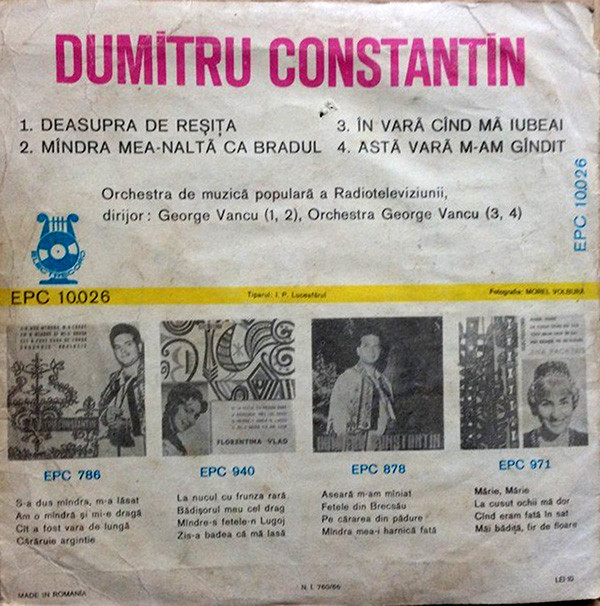 DUMÎTRU CONSTANTÎN
1. DEASUPRA DE REȘIȚA
2. MÎNDRA MEA-NALTĂ CA BRADUL
3. ÎN VARĂ CÎND MĂ IUBEAI
4. ASTĂ VARĂ M-AM GÎNDIT
Orchestra de muzică populară a Radioteleviziunii,
dirijor: George Vancu (1, 2), Orchestra George Vancu (3, 4)
EPC 10.026
ELECTRECORD
EPC 10.026
Tiparul: I. P. Luceafărul
Fotografia: MOREL VOLBURĂ
CONSTANTIN
FLORENTINA VLAD
CONSTANTIN
EPC 786
S-a dus mîndra, m-a lăsat
Am o mîndră și mi-e dragă
Cît a fost vara de lungă
Cărăruie argintie
EPC 940
La nucul cu frunza rară
Bădișorul meu cel drag
Mîndre-s fetele-n Lugoj
Zis-a badea că mă lasă
EPC 878
Aseară m-am mîniat
Fetele din Brecsău
Pe cărarea din pădure
Mîndra mea-i harnică fată
EPC 971
Mărie, Mărie
La cusut ochii mă dor
Cînd eram fată în sat
Măi bădiță, fir de floare
MADE IN ROMANIA
N. I. 760/66
LEI 10